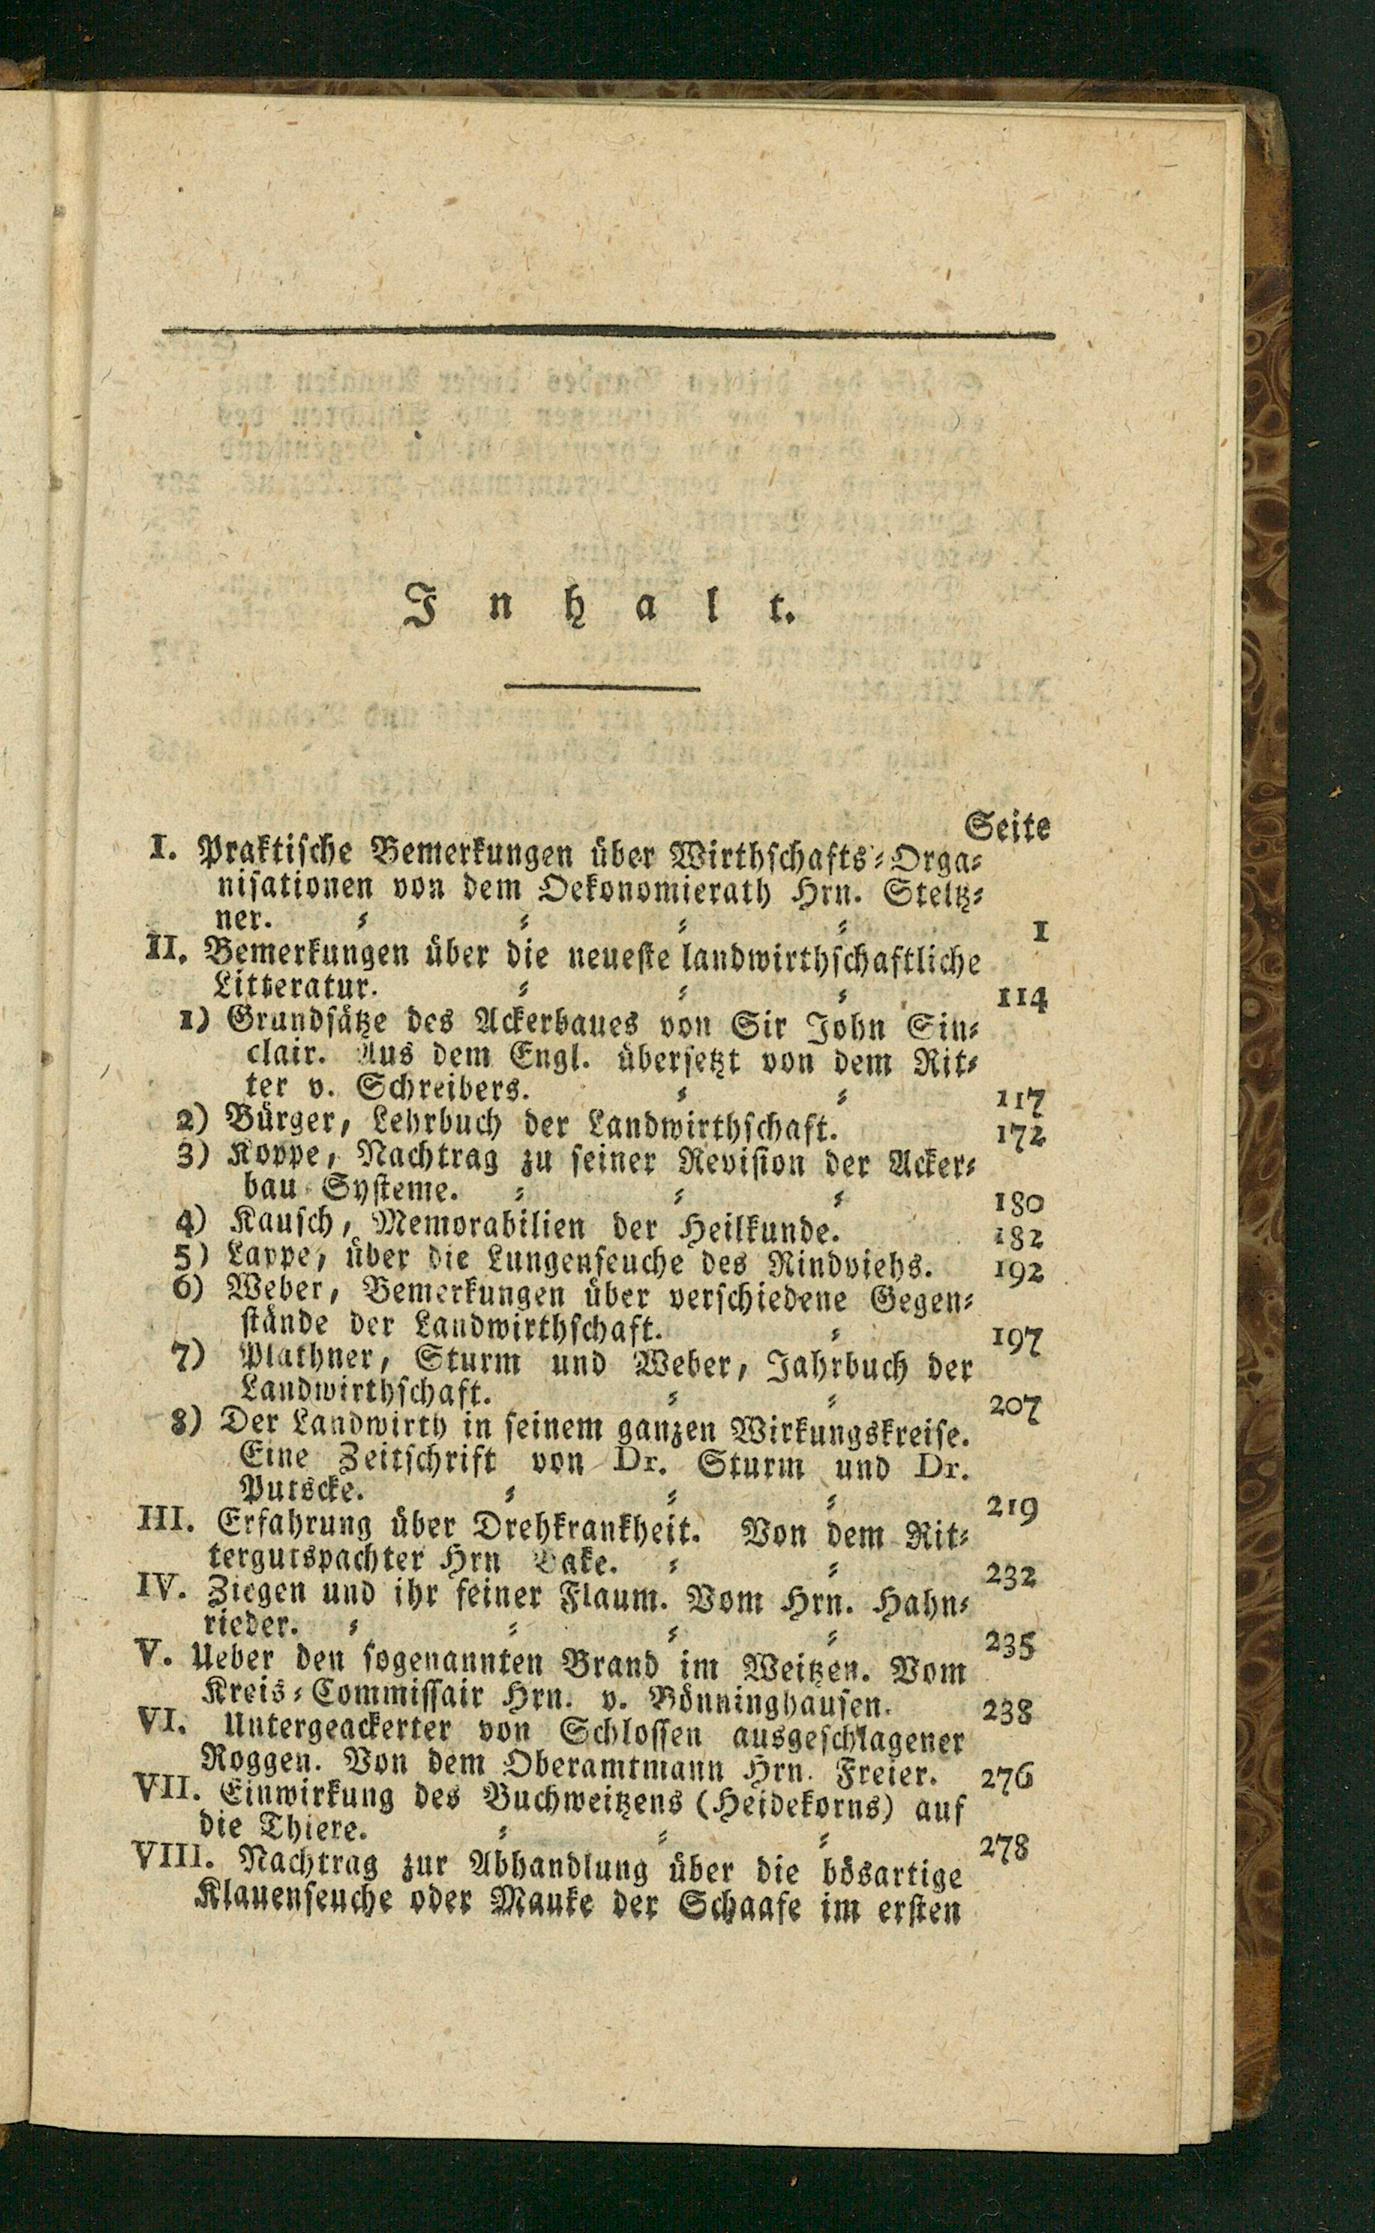 Inhalt.
Seite
I. Praktische Bemerkungen über Wirthschafts-Orga-
nisationen von dem Oekonomierath Hrn. Steltz-
ner. - - - - 1
II. Bemerkungen über die neueste landwirthschaftliche
Litteratur. - - - 114
1) Grundsätze des Ackerbaues von Sir John Sin-
clair. Aus dem Engl. übersetzt von dem Rit-
ter v. Schreibers. - - 117
2) Bürger, Lehrbuch der Landwirthschaft. 172
3) Koppe, Nachtrag zu seiner Revision der Acker-
bau-Systeme. - - - 180
4) Kausch, Memorabilien der Heilkunde. 182
5) Lappe, über die Lungenseuche des Rindviehs. 192
6) Weber, Bemerkungen über verschiedene Gegen-
stände der Landwirthschaft. - 197
7) Plathner, Sturm und Weber, Jahrbuch der
Landwirthschaft. - - 207
8) Der Landwirth in seinem ganzen Wirkungskreise.
Eine Zeitschrift von Dr. Sturm und Dr.
Putscke. - - - 219
III. Erfahrung über Drehkrankheit. Von dem Rit-
tergutspachter Hrn - - 232
IV. Ziegen und ihr feiner Flaum. Vom Hrn. Hahn-
rieder. - - - - 235
V. Ueber den sogenannten Brand im Weitzen. Vom
Kreis-Commissair Hrn. v. Bönninghausen. 238
VI. Untergeackerter von Schlossen ausgeschlagener
Roggen. Von dem Oberamtmann Hrn. Freier. 276
VII. Einwirkung des Buchweitzens (Heidekorns) auf
die Thiere. - - - 278
VIII. Nachtrag zur Abhandlung über die bösartige
Klauenseuche oder Mauke der Schaafe im ersten